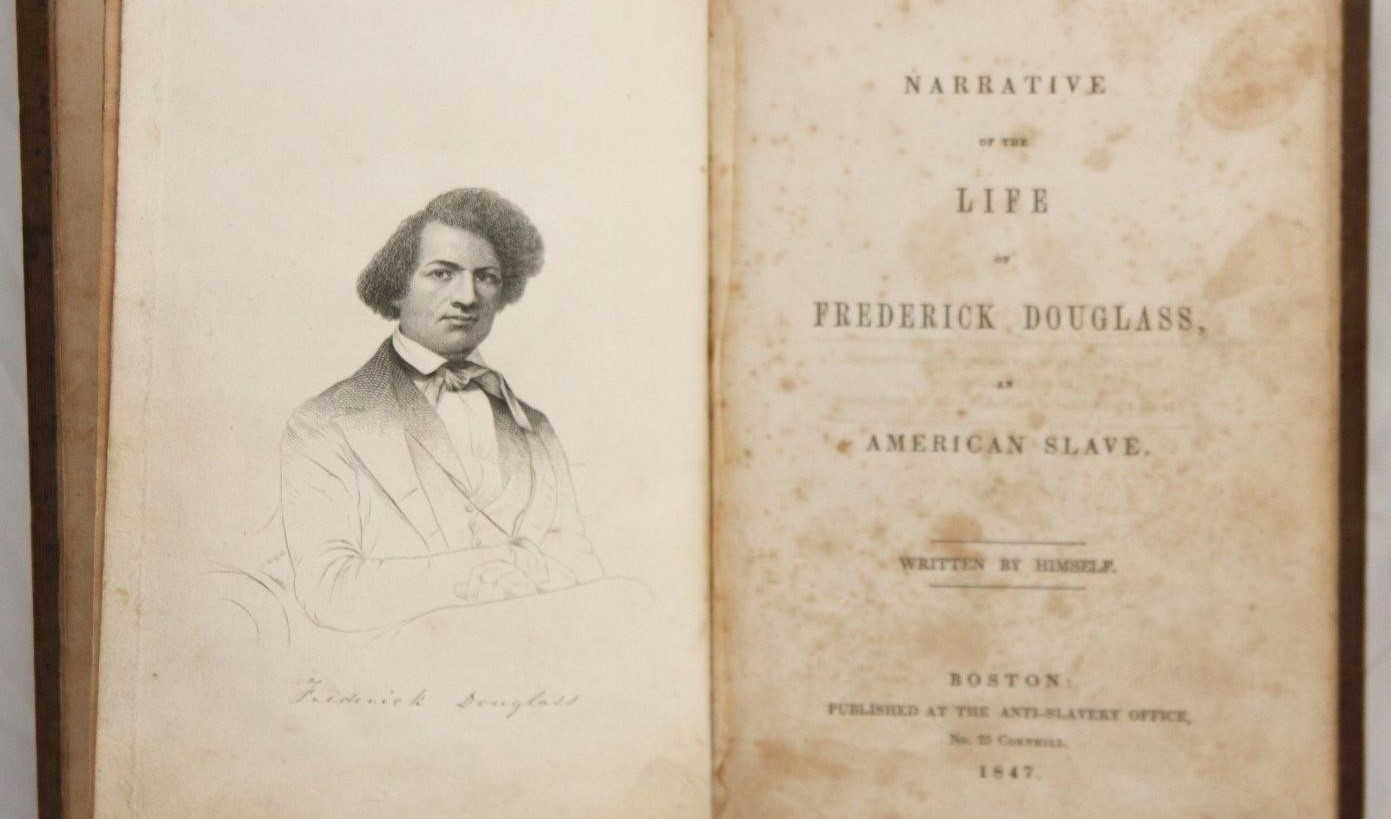 Frederick Douglass
NARRATIVE
OF THE
LIFE
OF
FREDERICK DOUGLASS,
AN
AMERICAN SLAVE.
WRITTEN BY HIMSELF.
BOSTON:
PUBLISHED AT THE ANTI-SLAVERY OFFICE,
No. 25 CORNHILL.
1847.